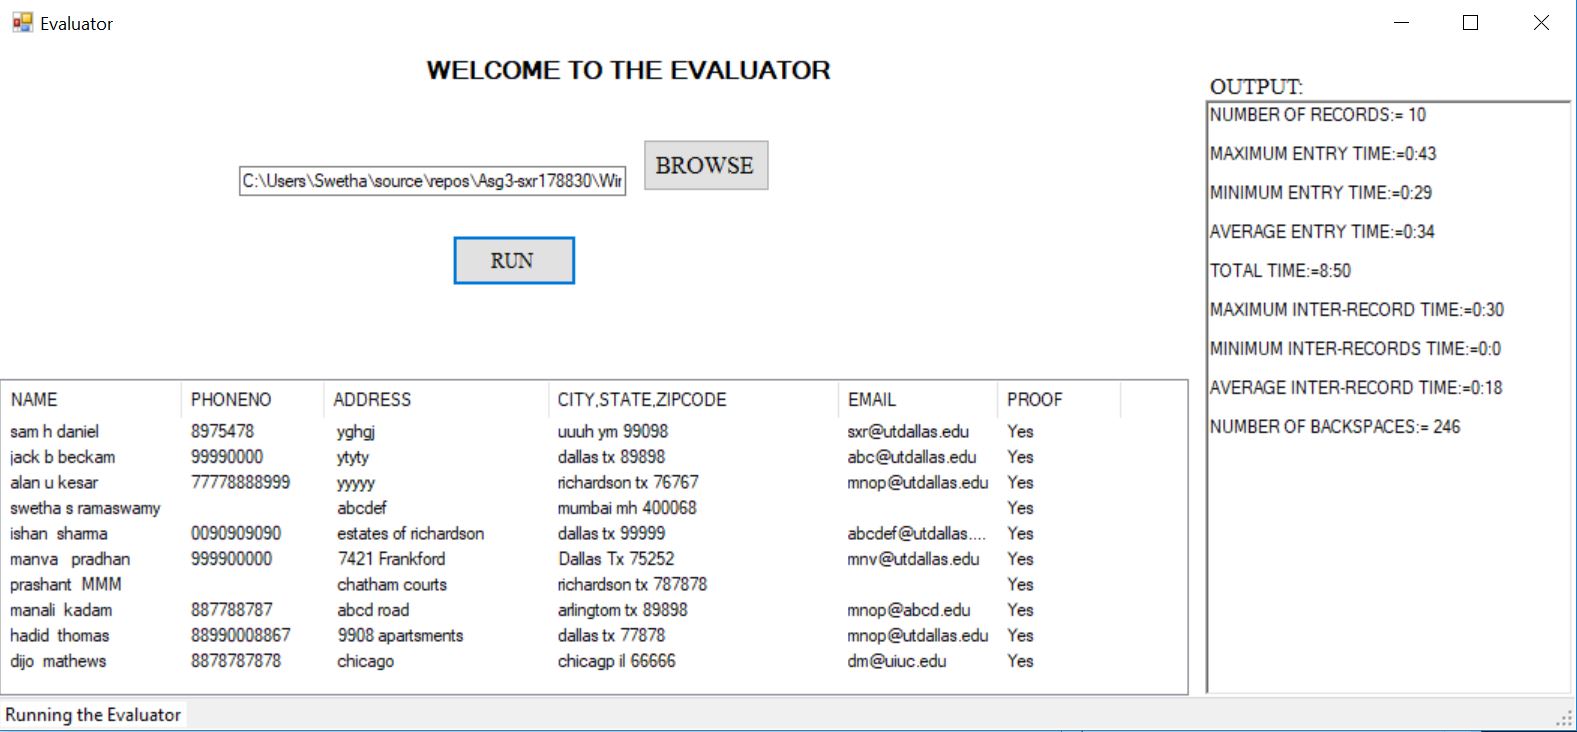 Evaluator
WELCOME TO THE EVALUATOR
C:\Users\Swetha\source\repos\Asg3-sxr178830\Wir
BROWSE
RUN
OUTPUT:
NUMBER OF RECORDS:= 10
MAXIMUM ENTRY TIME:=0:43
MINIMUM ENTRY TIME:=0:29
AVERAGE ENTRY TIME:=0:34
TOTAL TIME:=8:50
MAXIMUM INTER-RECORD TIME:=0:30
MINIMUM INTER-RECORDS TIME:=0:0
AVERAGE INTER-RECORD TIME:=0:18
NUMBER OF BACKSPACES:= 246
NAME PHONENO ADDRESS CITY,STATE,ZIPCODE EMAIL PROOF
sam h daniel 8975478 yghgj uuuh ym 99098 sxr@utdallas.edu Yes
jack b beckam 99990000 ytyty dallas tx 89898 abc@utdallas.edu Yes
alan u kesar 77778888999 yyyyy richardson tx 76767 mnop@utdallas.edu Yes
swetha s ramaswamy abcdef mumbai mh 400068 Yes
ishan sharma 0090909090 estates of richardson dallas tx 99999 abcdef@utdallas.... Yes
manva pradhan 999900000 7421 Frankford Dallas Tx 75252 mnv@utdallas.edu Yes
prashant MMM chatham courts richardson tx 787878 Yes
manali kadam 887788787 abcd road arlingtom tx 89898 mnop@abcd.edu Yes
hadid thomas 88990008867 9908 apartsments dallas tx 77878 mnop@utdallas.edu Yes
dijo mathews 8878787878 chicago chicagp il 66666 dm@uiuc.edu Yes
Running the Evaluator